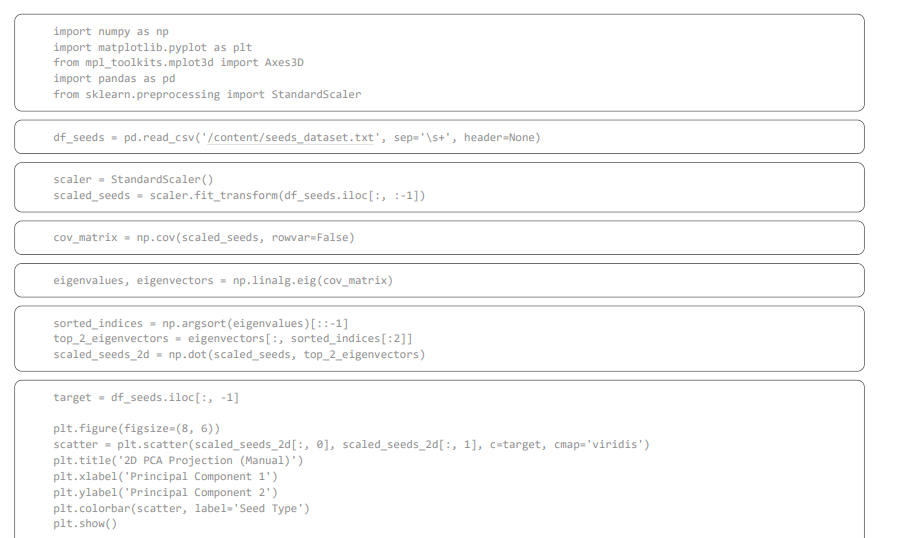 import numpy as np
import matplotlib.pyplot as plt
from mpl_toolkits.mplot3d import Axes3D
import pandas as pd
from sklearn.preprocessing import StandardScaler
df_seeds = pd.read_csv('/content/seeds_dataset.txt', sep='\s+', header=None)
scaler = StandardScaler()
scaled_seeds = scaler.fit_transform(df_seeds.iloc[:, :-1])
cov_matrix = np.cov(scaled_seeds, rowvar=False)
eigenvalues, eigenvectors = np.linalg.eig(cov_matrix)
sorted_indices = np.argsort(eigenvalues)[::-1]
top_2_eigenvectors = eigenvectors[:, sorted_indices[:2]]
scaled_seeds_2d = np.dot(scaled_seeds, top_2_eigenvectors)
target = df_seeds.iloc[:, -1]
plt.figure(figsize=(8, 6))
scatter = plt.scatter(scaled_seeds_2d[:, 0], scaled_seeds_2d[:, 1], c=target, cmap='viridis')
plt.title('2D PCA Projection (Manual)')
plt.xlabel('Principal Component 1')
plt.ylabel('Principal Component 2')
plt.colorbar(scatter, label='Seed Type')
plt.show()